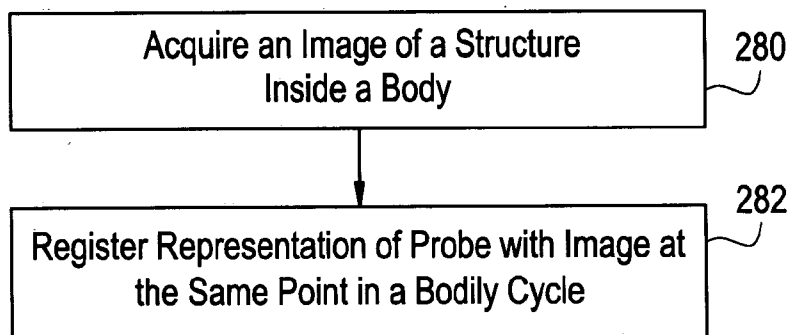 Acquire an Image of a Structure
Inside a Body
280
Register Representation of Probe with Image at
the Same Point in a Bodily Cycle
282